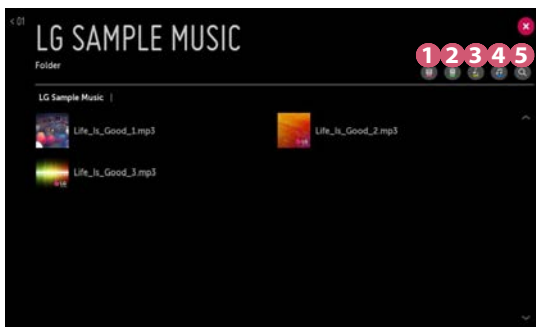 < 01
LG SAMPLE MUSIC
Folder
1 2 3 4 5
LG Sample Music |
Life_Is_Good_1.mp3
Life_Is_Good_2.mp3
Life_Is_Good_3.mp3